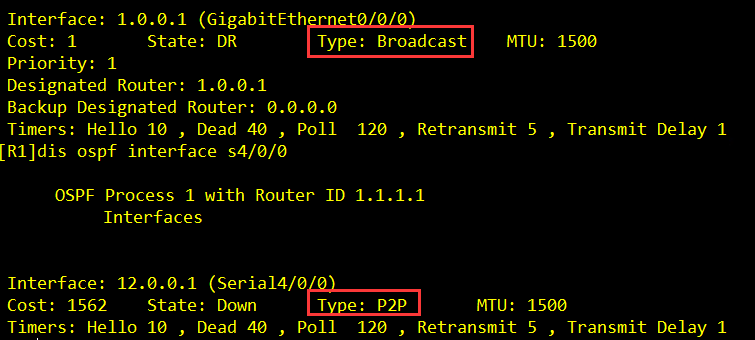 Interface: 1.0.0.1 (GigabitEthernet0/0/0)
Cost: 1 State: DR Type: Broadcast MTU: 1500
Priority: 1
Designated Router: 1.0.0.1
Backup Designated Router: 0.0.0.0
Timers: Hello 10 , Dead 40 , Poll 120 , Retransmit 5 , Transmit Delay 1
[R1]dis ospf interface s4/0/0
OSPF Process 1 with Router ID 1.1.1.1
Interfaces
Interface: 12.0.0.1 (Serial4/0/0)
Cost: 1562 State: Down Type: P2P MTU: 1500
Timers: Hello 10 , Dead 40 , Poll 120 , Retransmit 5 , Transmit Delay 1